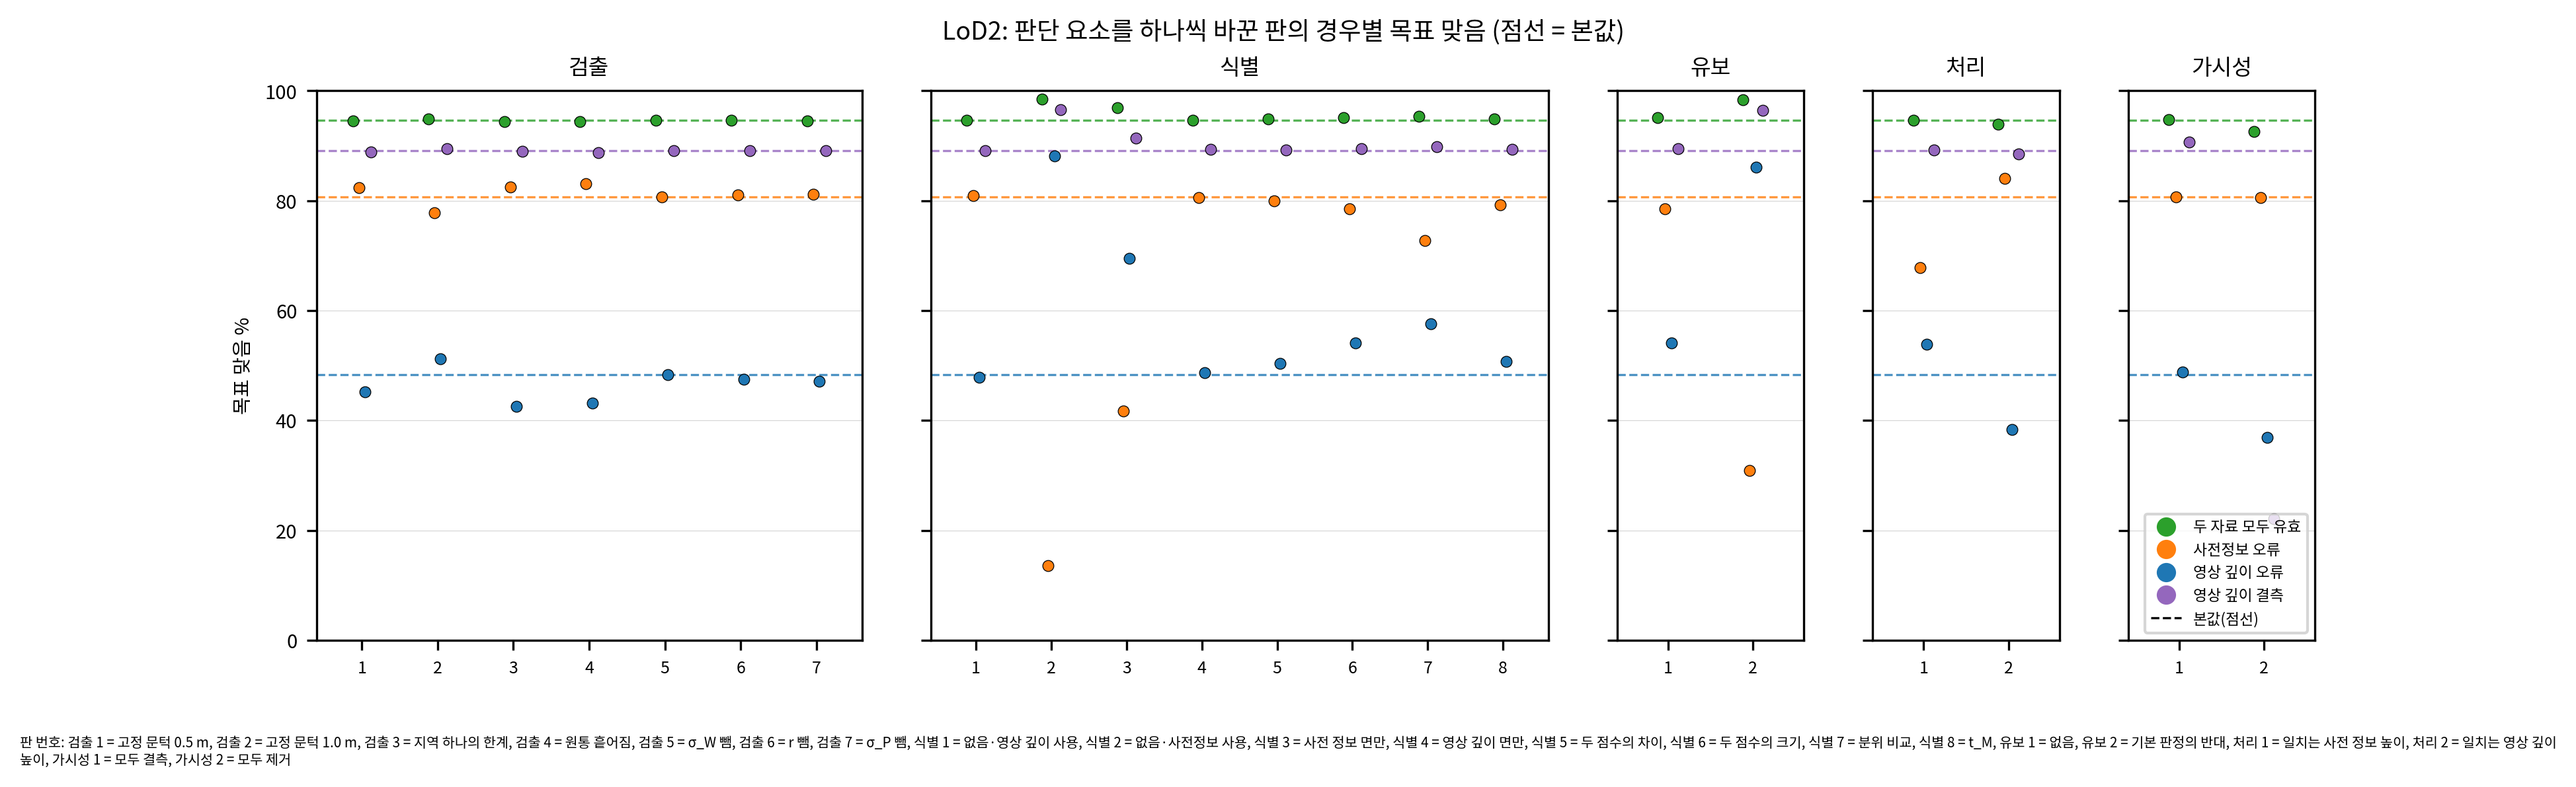 LoD2: 판단 요소를 하나씩 바꾼 판의 경우별 목표 맞음 (점선 = 본값)
검출
식별
유보
처리
가시성
목표 맞음 %
100
80
60
40
20
0
1 2 3 4 5 6 7
1 2 3 4 5 6 7 8
1 2
1 2
1 2
두 자료 모두 유효
사전정보 오류
영상 깊이 오류
영상 깊이 결측
본값(점선)
판 번호: 검출 1 = 고정 문턱 0.5 m, 검출 2 = 고정 문턱 1.0 m, 검출 3 = 지역 하나의 한계, 검출 4 = 원통 흩어짐, 검출 5 = σ_W 뺌, 검출 6 = r 뺌, 검출 7 = σ_P 뺌, 식별 1 = 없음·영상 깊이 사용, 식별 2 = 없음·사전정보 사용, 식별 3 = 사전 정보 면만, 식별 4 = 영상 깊이 면만, 식별 5 = 두 점수의 차이, 식별 6 = 두 점수의 크기, 식별 7 = 분위 비교, 식별 8 = t_M, 유보 1 = 없음, 유보 2 = 기본 판정의 반대, 처리 1 = 일치는 사전 정보 높이, 처리 2 = 일치는 영상 깊이
높이, 가시성 1 = 모두 결측, 가시성 2 = 모두 제거